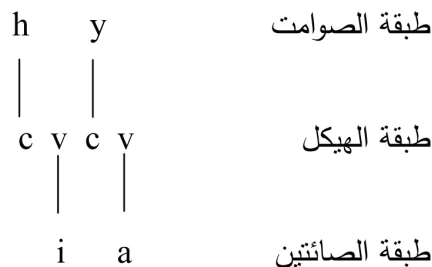 h y طبقة الصوامت
c v c v طبقة الهيكل
i a طبقة الصائتين